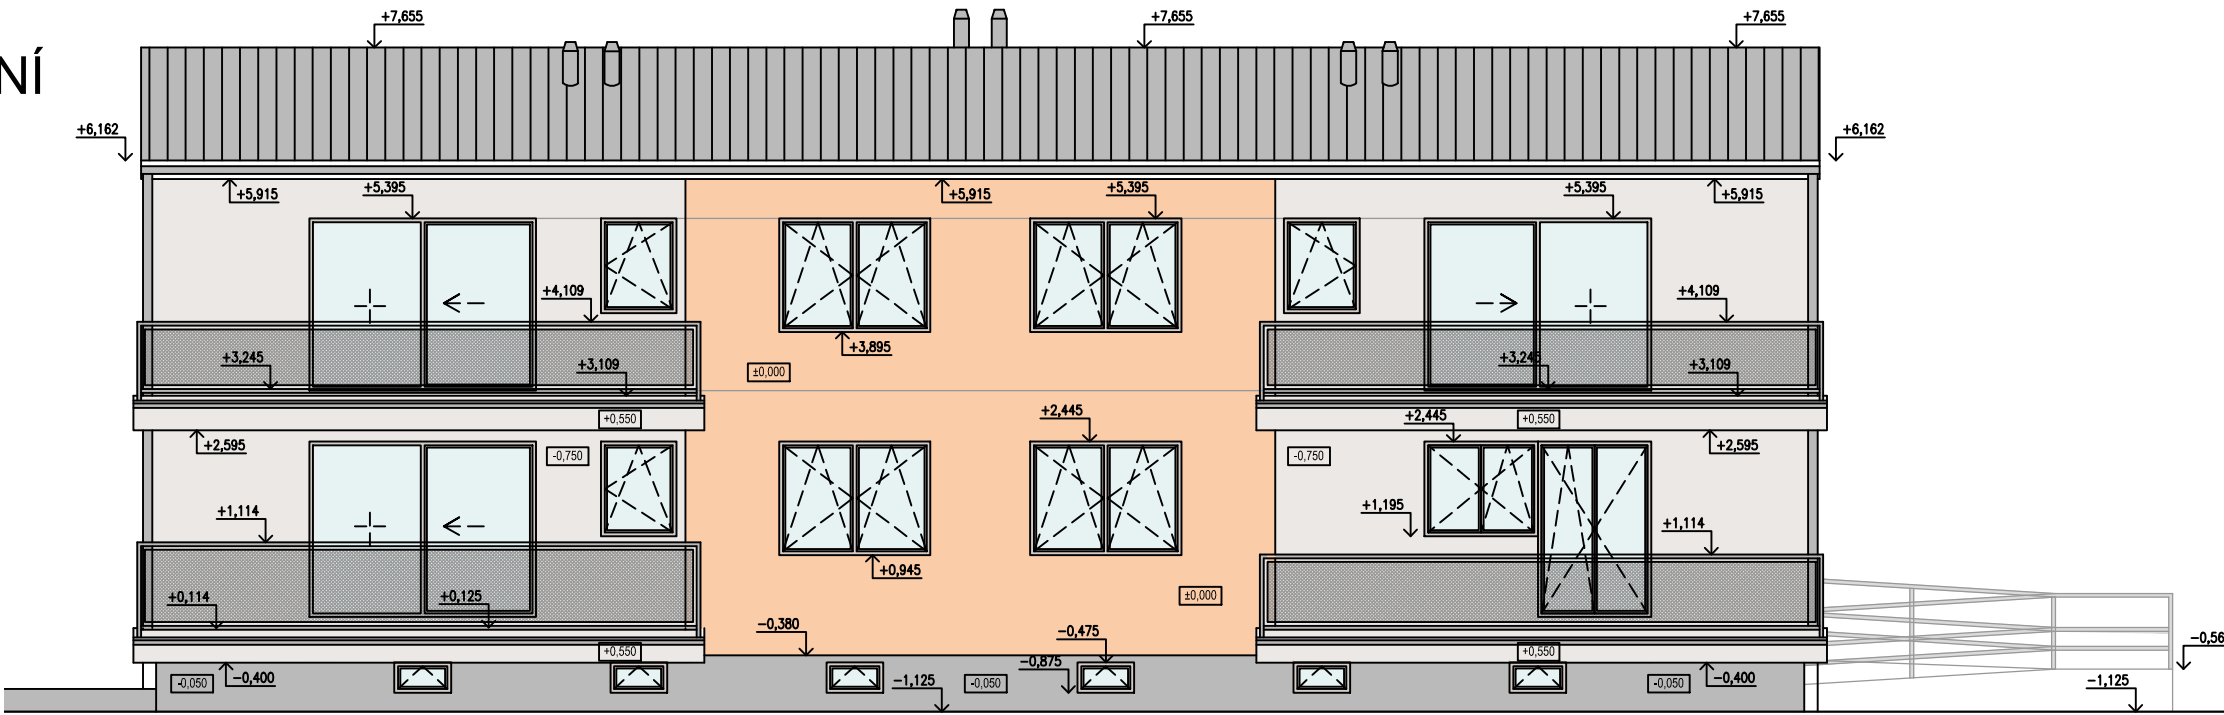 +7,655 +7,655 +7,655
NÍ
+6,162 +6,162
+5,915 +5,395 +5,915 +5,395 +5,395 +5,915
+4,109 +4,109
+3,895
+3,245 +3,109 ±0,000 +3,245 +3,109
+0,550 +2,445 +2,445 +0,550
+2,595 -0,750 -0,750 +2,595
+1,114 +1,195 +1,114
+0,945
+0,114 +0,125 ±0,000
−0,380 −0,475 −0,56
+0,550 −0,875 +0,550
-0,050 −0,400 −1,125 -0,050 -0,050 −0,400 −1,125